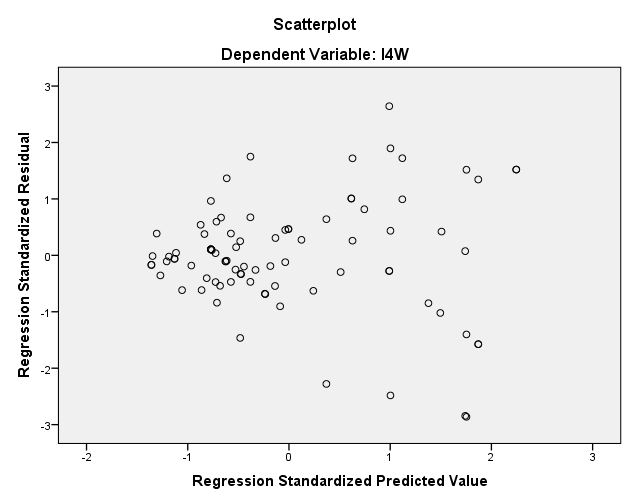 Scatterplot
Dependent Variable: I4W
Regression Standardized Residual
3
2
1
0
-1
-2
-3
-2 -1 0 1 2 3
Regression Standardized Predicted Value